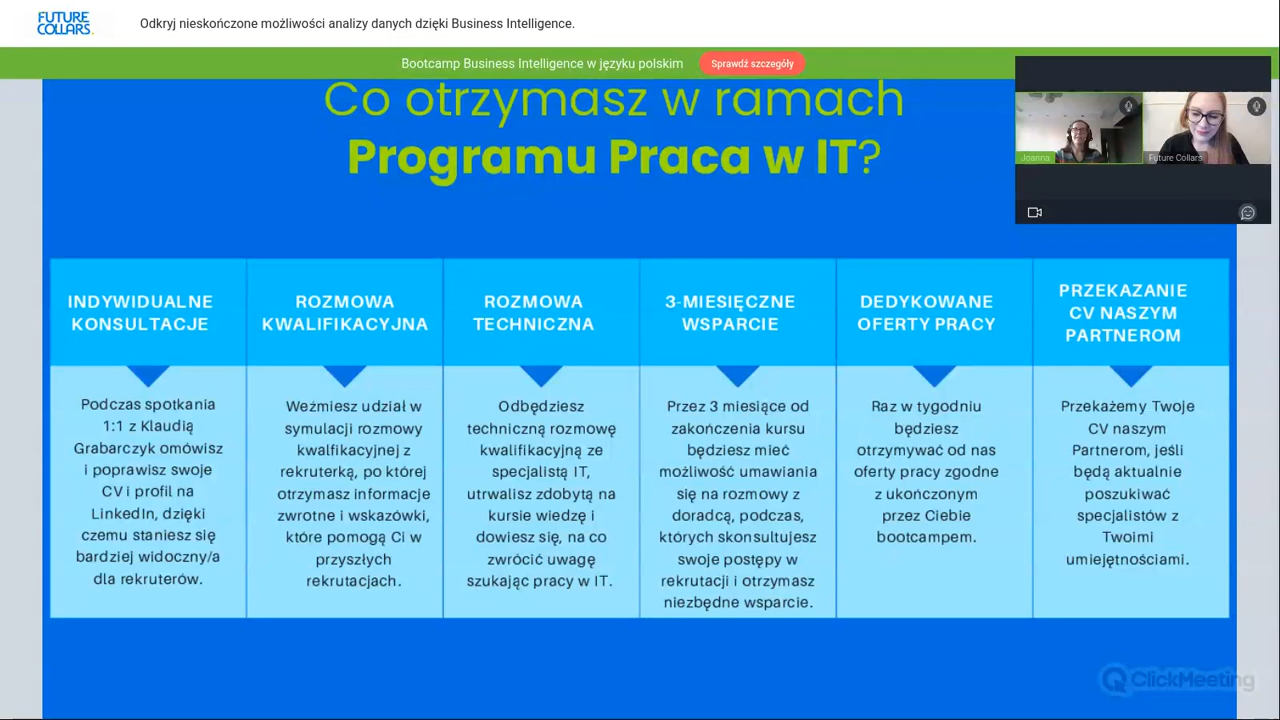 FUTURE
COLLARS.
Odkryj nieskończone możliwości analizy danych dzięki Business Intelligence.
Bootcamp Business Intelligence w języku polskim
Sprawdź szczegóły
Co otrzymasz w ramach
Programu Praca w IT?
Joanna
Future Collars
INDYWIDUALNE
KONSULTACJE
Podczas spotkania
1:1 z Klaudią
Grabarczyk omówisz
i poprawisz swoje
CV i profil na
LinkedIn, dzięki
czemu staniesz się
bardziej widoczny/a
dla rekruterów.
ROZMOWA
KWALIFIKACYJNA
Weźmiesz udział w
symulacji rozmowy
kwalfikacyjnej z
rekruterką, po której
otrzymasz informacje
zwrotne i wskazówki,
które pomogą Ci w
przyszłych
rekrutacjach.
ROZMOWA
TECHNICZNA
Odbędziesz
techniczną rozmowę
kwalifikacyjną ze
specjalistą IT,
utrwalisz zdobytą na
kursie wiedzę i
dowiesz się, na co
zwrócić uwagę
szukając pracy w IT.
3-MIESIĘCZNE
WSPARCIE
Przez 3 miesiące od
zakończenia kursu
będziesz mieć
możliwość umawiania
się na rozmowy z
doradcą, podczas,
których skonsultujesz
swoje postępy w
rekrutacji i otrzymasz
niezbędne wsparcie.
DEDYKOWANE
OFERTY PRACY
Raz w tygodniu
będziesz
otrzymywać od nas
oferty pracy zgodne
z ukończonym
przez Ciebie
bootcampem.
PRZEKAZANIE
CV NASZYM
PARTNEROM
Przekażemy Twoje
CV naszym
Partnerom, jeśli
będą aktualnie
poszukiwać
specjalistów z
Twoimi
umiejętnościami.
ClickMeeting